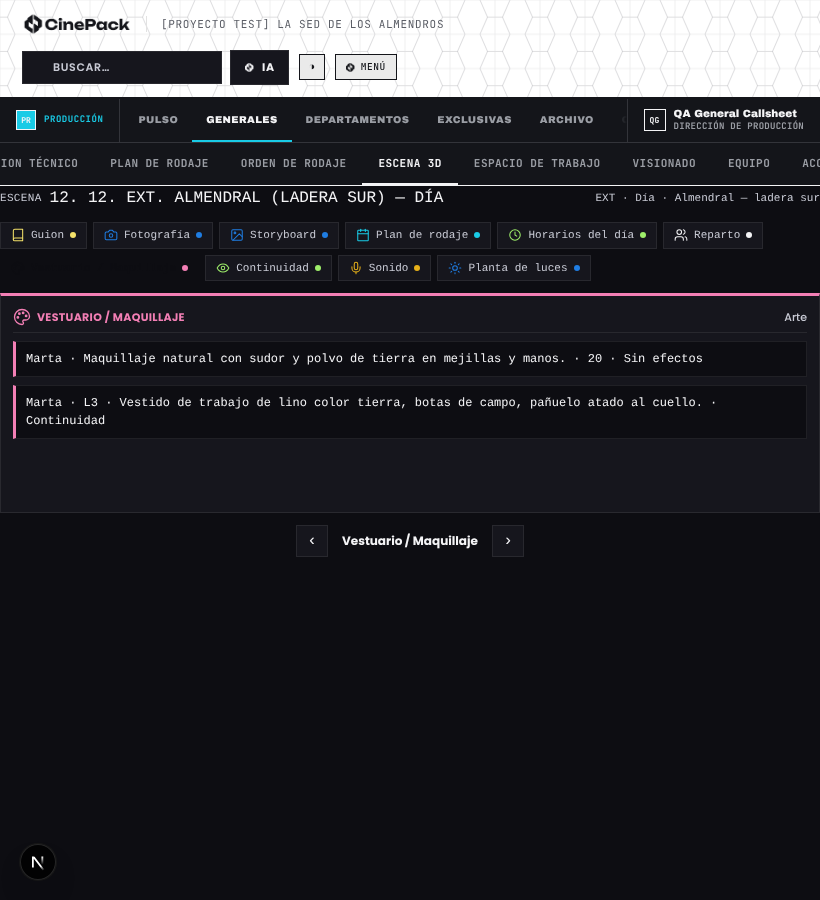 CinePack
[PROYECTO TEST] LA SED DE LOS ALMENDROS
BUSCAR…
IA
MENÚ
PR PRODUCCIÓN
PULSO
GENERALES
DEPARTAMENTOS
EXCLUSIVAS
ARCHIVO
QG
QA General Callsheet
DIRECCIÓN DE PRODUCCIÓN
ION TÉCNICO
PLAN DE RODAJE
ORDEN DE RODAJE
ESCENA 3D
ESPACIO DE TRABAJO
VISIONADO
EQUIPO
ACC
ESCENA 12. 12. EXT. ALMENDRAL (LADERA SUR) — DÍA
EXT · Día · Almendral — ladera sur
Guion
Fotografía
Storyboard
Plan de rodaje
Horarios del día
Reparto
Continuidad
Sonido
Planta de luces
VESTUARIO / MAQUILLAJE
Arte
Marta · Maquillaje natural con sudor y polvo de tierra en mejillas y manos. · 20 · Sin efectos
Marta · L3 · Vestido de trabajo de lino color tierra, botas de campo, pañuelo atado al cuello. ·
Continuidad
‹ Vestuario / Maquillaje ›
N